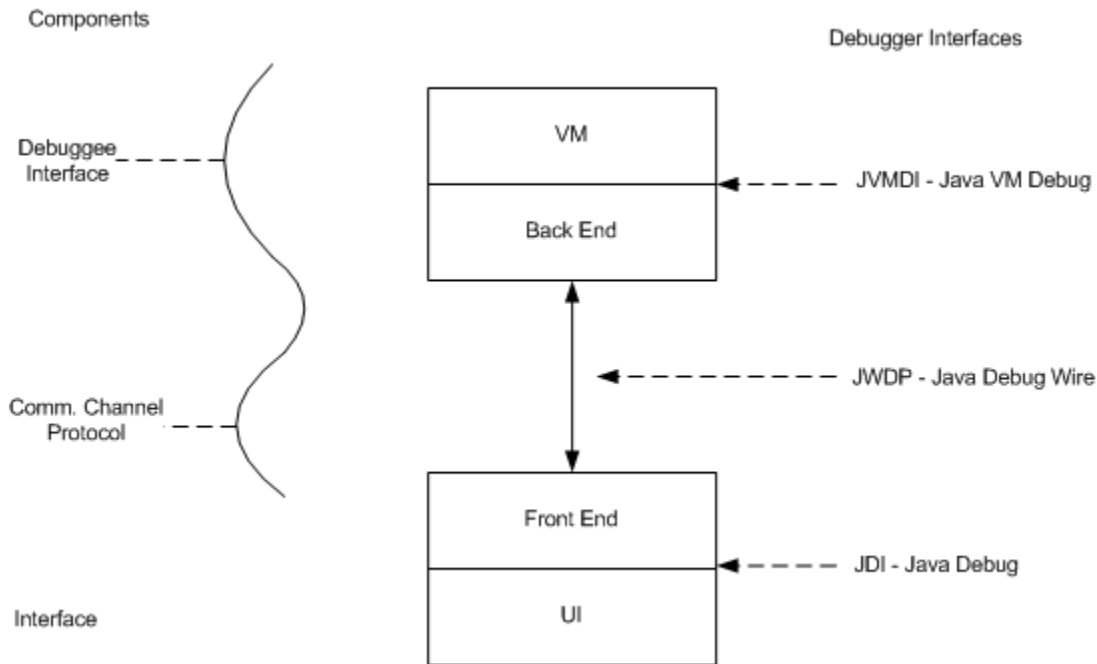 Components
Debugger Interfaces
VM
Debuggee
Interface
JVMDI - Java VM Debug
Back End
JWDP - Java Debug Wire
Comm. Channel
Protocol
Front End
JDI - Java Debug
Interface
UI